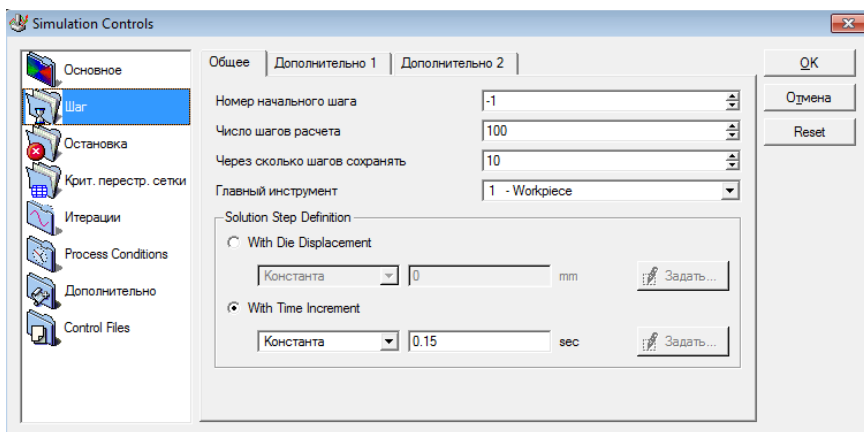 Simulation Controls
Основное
Шаг
Остановка
Крит. перестр. сетки
Итерации
Process Conditions
Дополнительно
Control Files
Общее Дополнительно 1 Дополнительно 2
Номер начального шага -1
Число шагов расчета 100
Через сколько шагов сохранять 10
Главный инструмент 1 - Workpiece
Solution Step Definition
With Die Displacement
Константа 0 mm Задать...
With Time Increment
Константа 0.15 sec Задать...
OK
Отмена
Reset